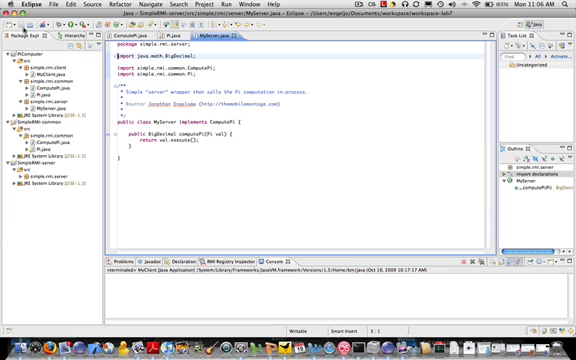 Eclipse File Edit Source Refactor Navigate Search Project Run Window Help
Mon 11:06 AM
Java – SimpleRMI-server/src/simple/rmi/server/MyServer.java – Eclipse – /Users/engeljo/Documents/workspace/workspace-lab7
Java
Package Expl
Hierarchy
PiComputer
src
simple.rmi.client
MyClient.java
simple.rmi.common
ComputePi.java
Pi.java
simple.rmi.server
MyServer.java
JRE System Library [J2SE-1.5]
SimpleRMI-common
src
simple.rmi.common
ComputePi.java
Pi.java
JRE System Library [J2SE-1.5]
SimpleRMI-server
src
simple.rmi.server
JRE System Library [J2SE-1.5]
ComputePi.java
Pi.java
MyServer.java
package simple.rmi.server;
import java.math.BigDecimal;
import simple.rmi.common.ComputePi;
import simple.rmi.common.Pi;
/**
* Simple "server" wrapper that calls the Pi computation in-process.
*
* @author Jonathan Engelsma (http://themobilemontage.com)
*
*/
public class MyServer implements ComputePi {
public BigDecimal computePi(Pi val) {
return val.execute();
}
}
Task List
Find
All
Activate...
Uncategorized
Outline
simple.rmi.server
import declarations
MyServer
computePi(Pi) : BigDeci
Problems
Javadoc
Declaration
RMI Registry Inspector
Console
<terminated> MyClient [Java Application] /System/Library/Frameworks/JavaVM.framework/Versions/1.5/Home/bin/java (Oct 19, 2009
Writable
Smart Insert
3 : 1